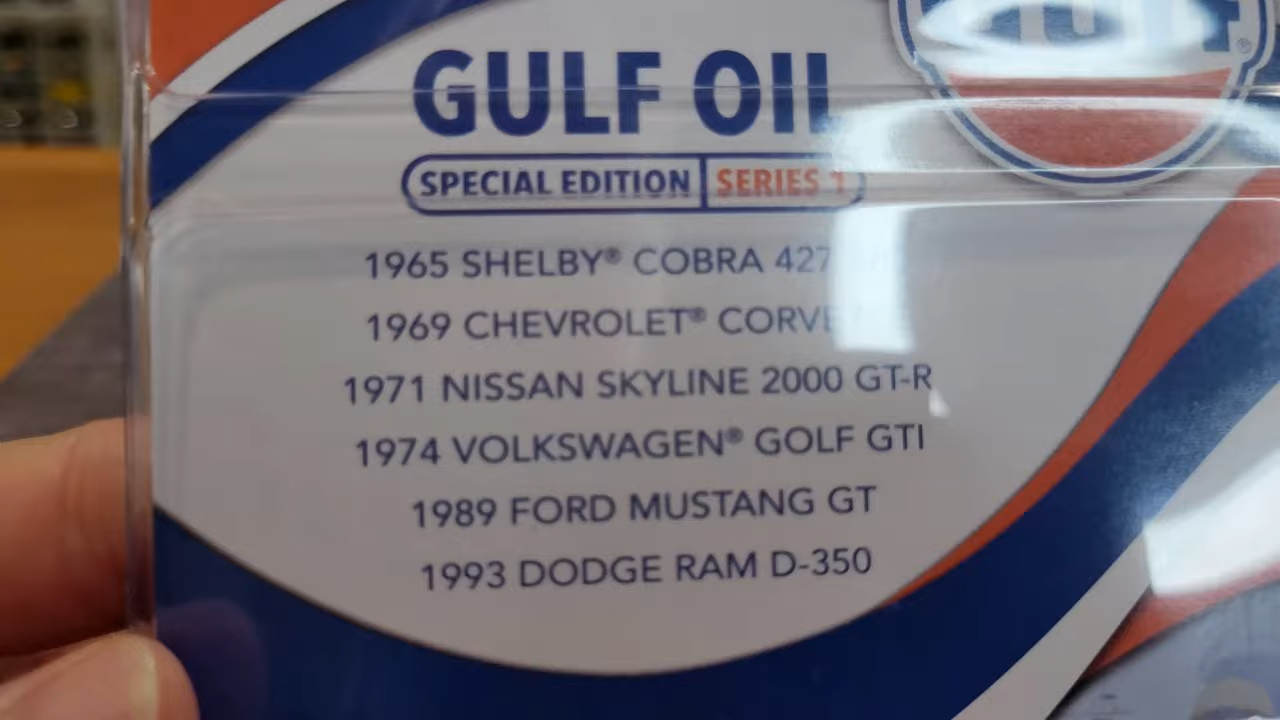 GULF OIL
SPECIAL EDITION SERIES 1
1965 SHELBY® COBRA 427
1969 CHEVROLET®
1971 NISSAN SKYLINE 2000 GT-R
1974 VOLKSWAGEN® GOLF GTI
1989 FORD MUSTANG GT
1993 DODGE RAM D-350